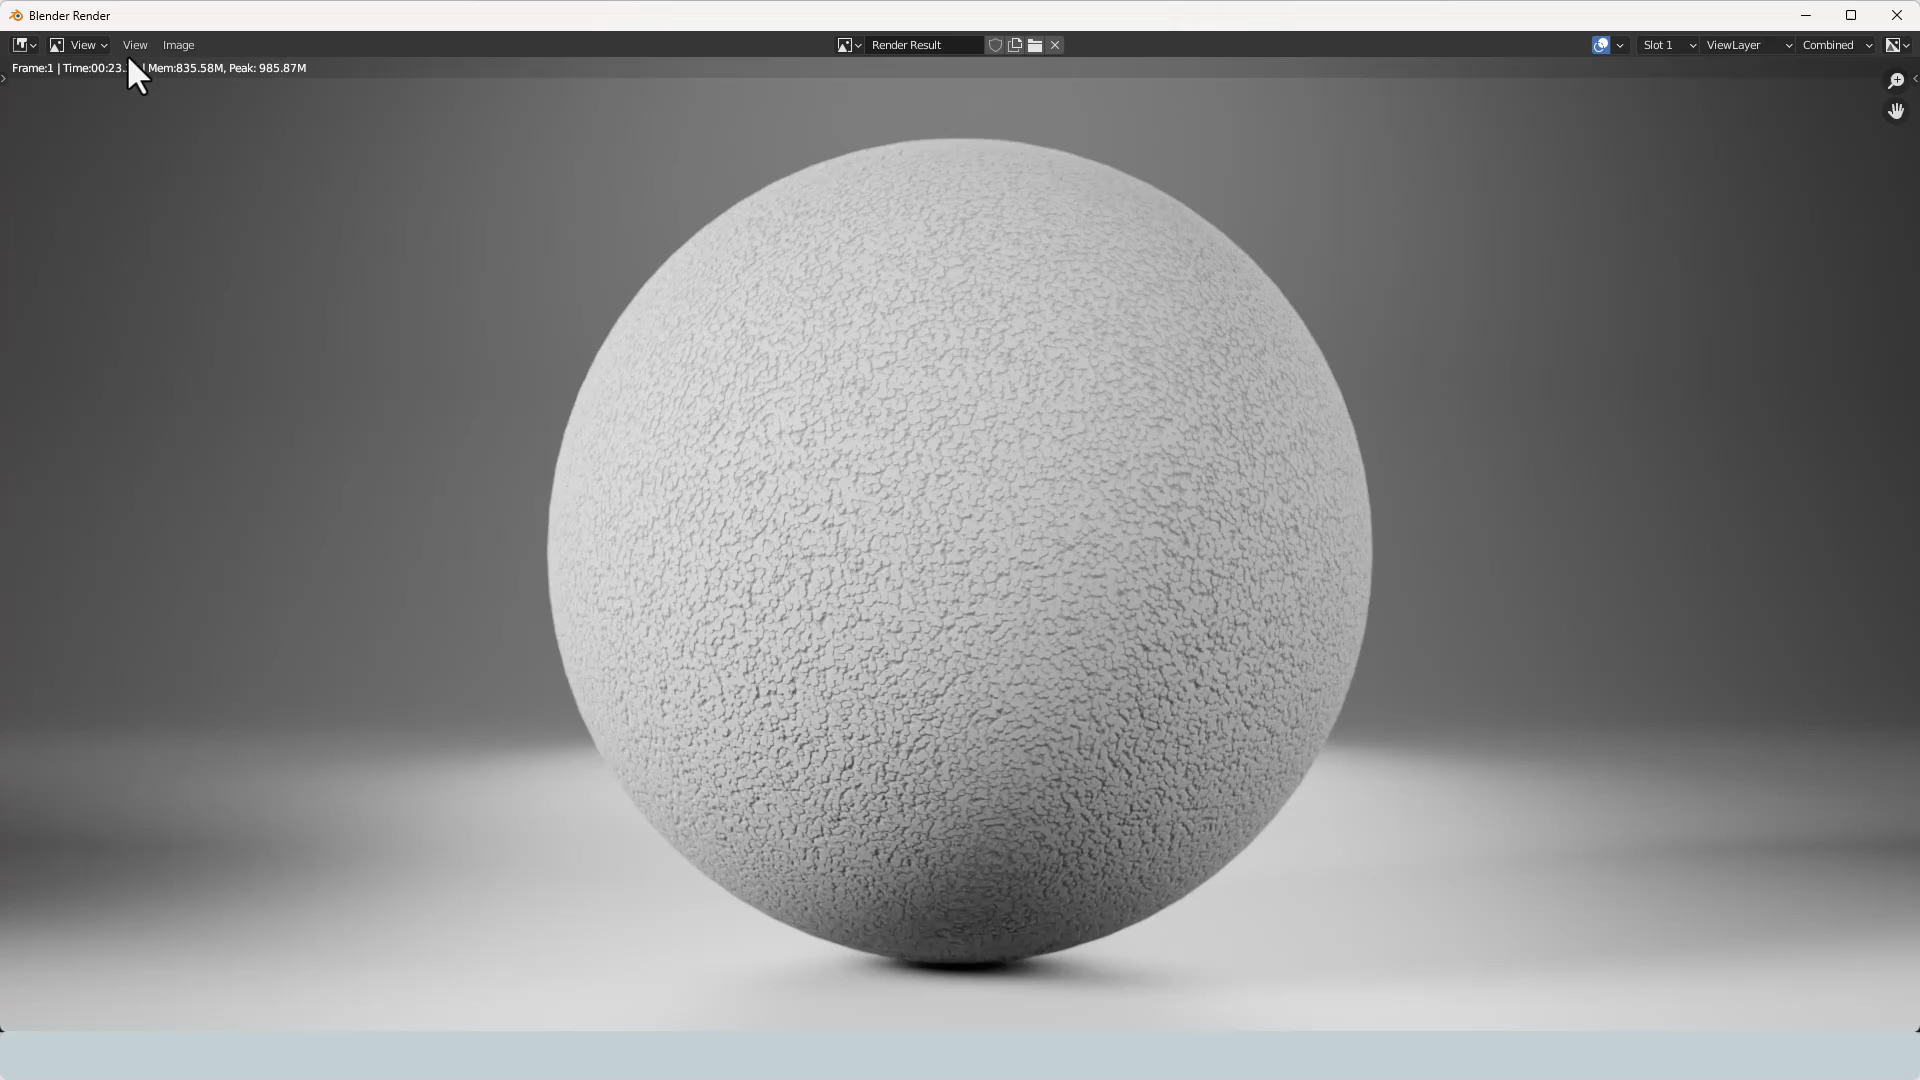 Blender Render
View View Image Render Result Slot 1 ViewLayer Combined
Frame:1 | Time:00:23. | Mem:835.58M, Peak: 985.87M